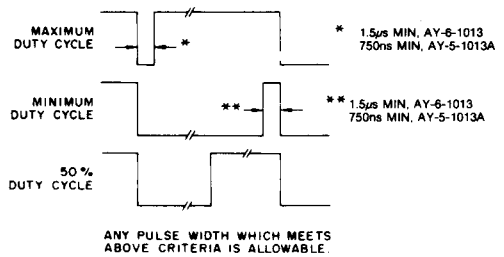 MAXIMUM
DUTY CYCLE
*
* 1.5µs MIN, AY-6-1013
750ns MIN, AY-5-1013A
MINIMUM
DUTY CYCLE
**
** 1.5µs MIN, AY-6-1013
750ns MIN, AY-5-1013A
50%
DUTY CYCLE
ANY PULSE WIDTH WHICH MEETS
ABOVE CRITERIA IS ALLOWABLE.